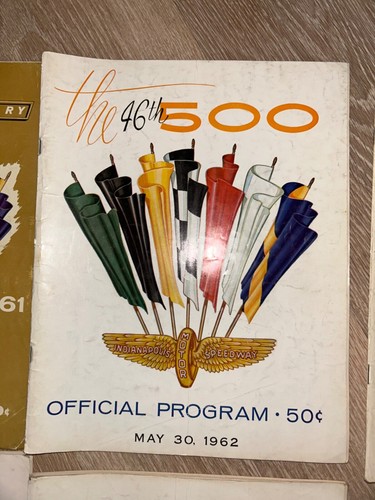 the 46th 500
INDIANAPOLIS MOTOR SPEEDWAY
OFFICIAL PROGRAM · 50¢
MAY 30, 1962
RY
61
¢